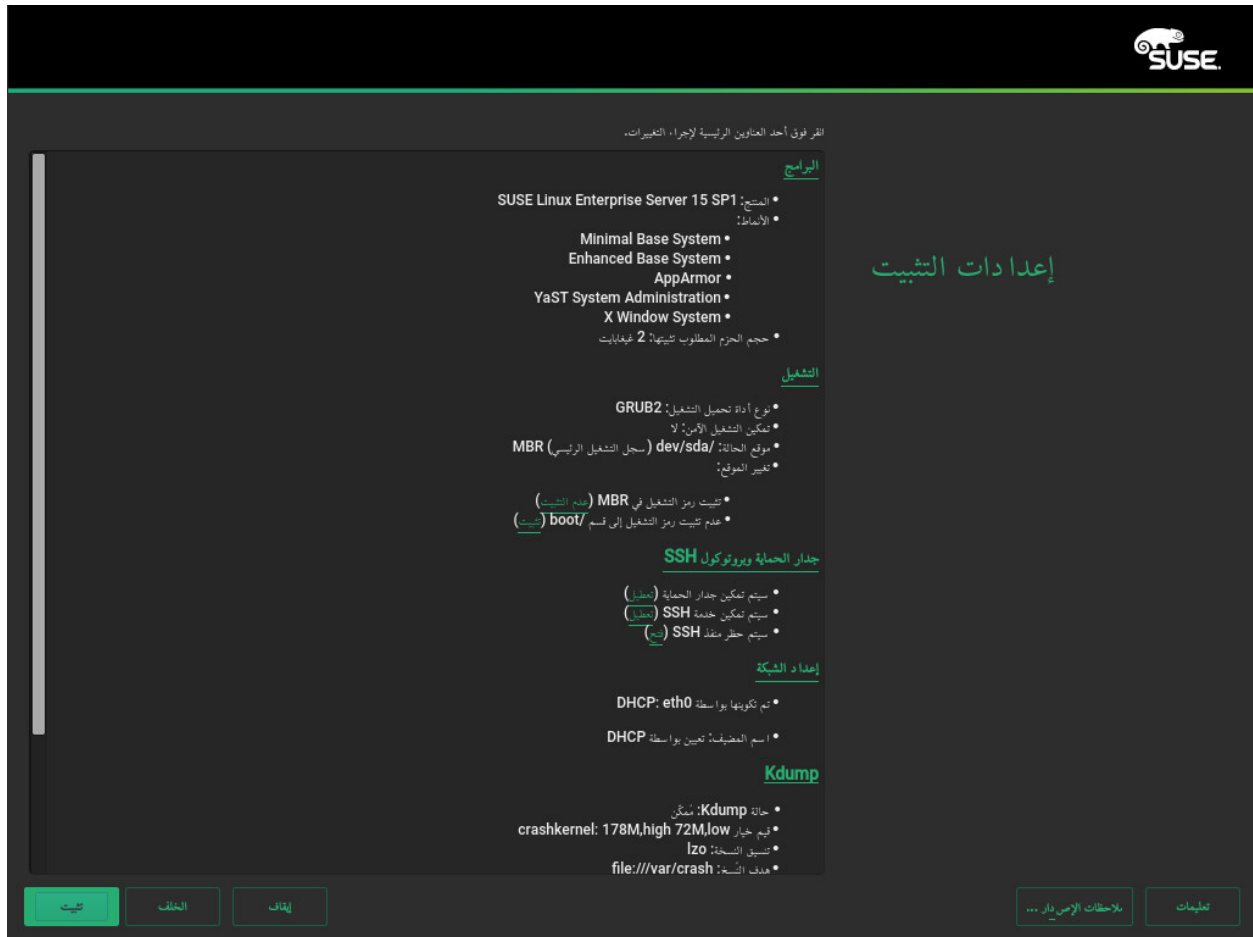 SUSE.
انقر فوق أحد العناوين الرئيسية لإجراء التغييرات.
إعدادات التثبيت
البرامج
• المنتج: SUSE Linux Enterprise Server 15 SP1
• الأنماط:
• Minimal Base System
• Enhanced Base System
• AppArmor
• YaST System Administration
• X Window System
• حجم الحزم المطلوب تثبيتها: 2 غيغابايت
التشغيل
• نوع أداة تحميل التشغيل: GRUB2
• تمكين التشغيل الآمن: لا
• موقع الحالة: /dev/sda (سجل التشغيل الرئيسي) MBR
• تغيير الموقع:
• تثبيت رمز التشغيل في MBR (عدم التثبيت)
• عدم تثبيت رمز التشغيل إلى قسم /boot (تثبيت)
جدار الحماية وبروتوكول SSH
• سيتم تمكين جدار الحماية (تعطيل)
• سيتم تمكين خدمة SSH (تعطيل)
• سيتم حظر منفذ SSH (فتح)
إعداد الشبكة
• تم تكوينها بواسطة DHCP: eth0
• اسم المضيف: تعيين بواسطة DHCP
Kdump
• حالة Kdump: مُمكّن
• قيم خيار crashkernel: 178M,high 72M,low
• تنسيق النسخة: lzo
• هدف النَّسخ: file:///var/crash
تعليمات
ملاحظات الإصدار ...
إيقاف
الخلف
تثبيت